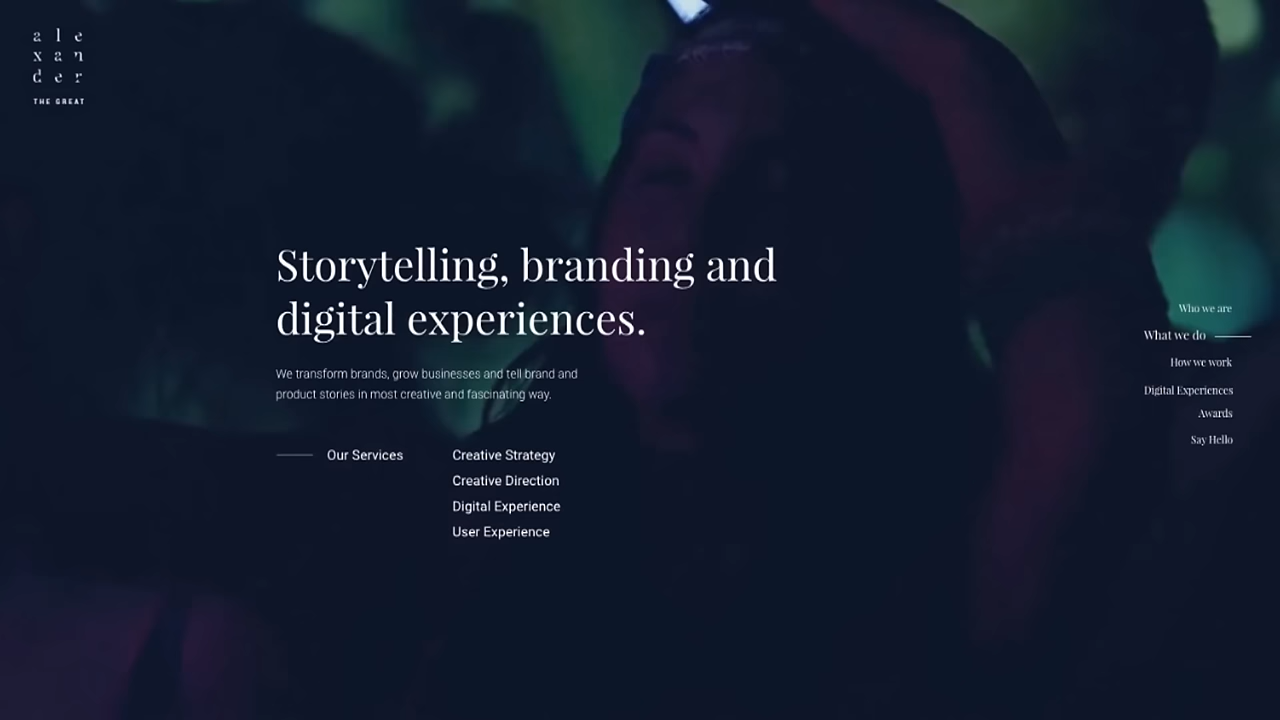 a l e
x a n
d e r
THE GREAT
Storytelling, branding and
digital experiences.
We transform brands, grow businesses and tell brand and
product stories in most creative and fascinating way.
Our Services
Creative Strategy
Creative Direction
Digital Experience
User Experience
Who we are
What we do
How we work
Digital Experiences
Awards
Say Hello